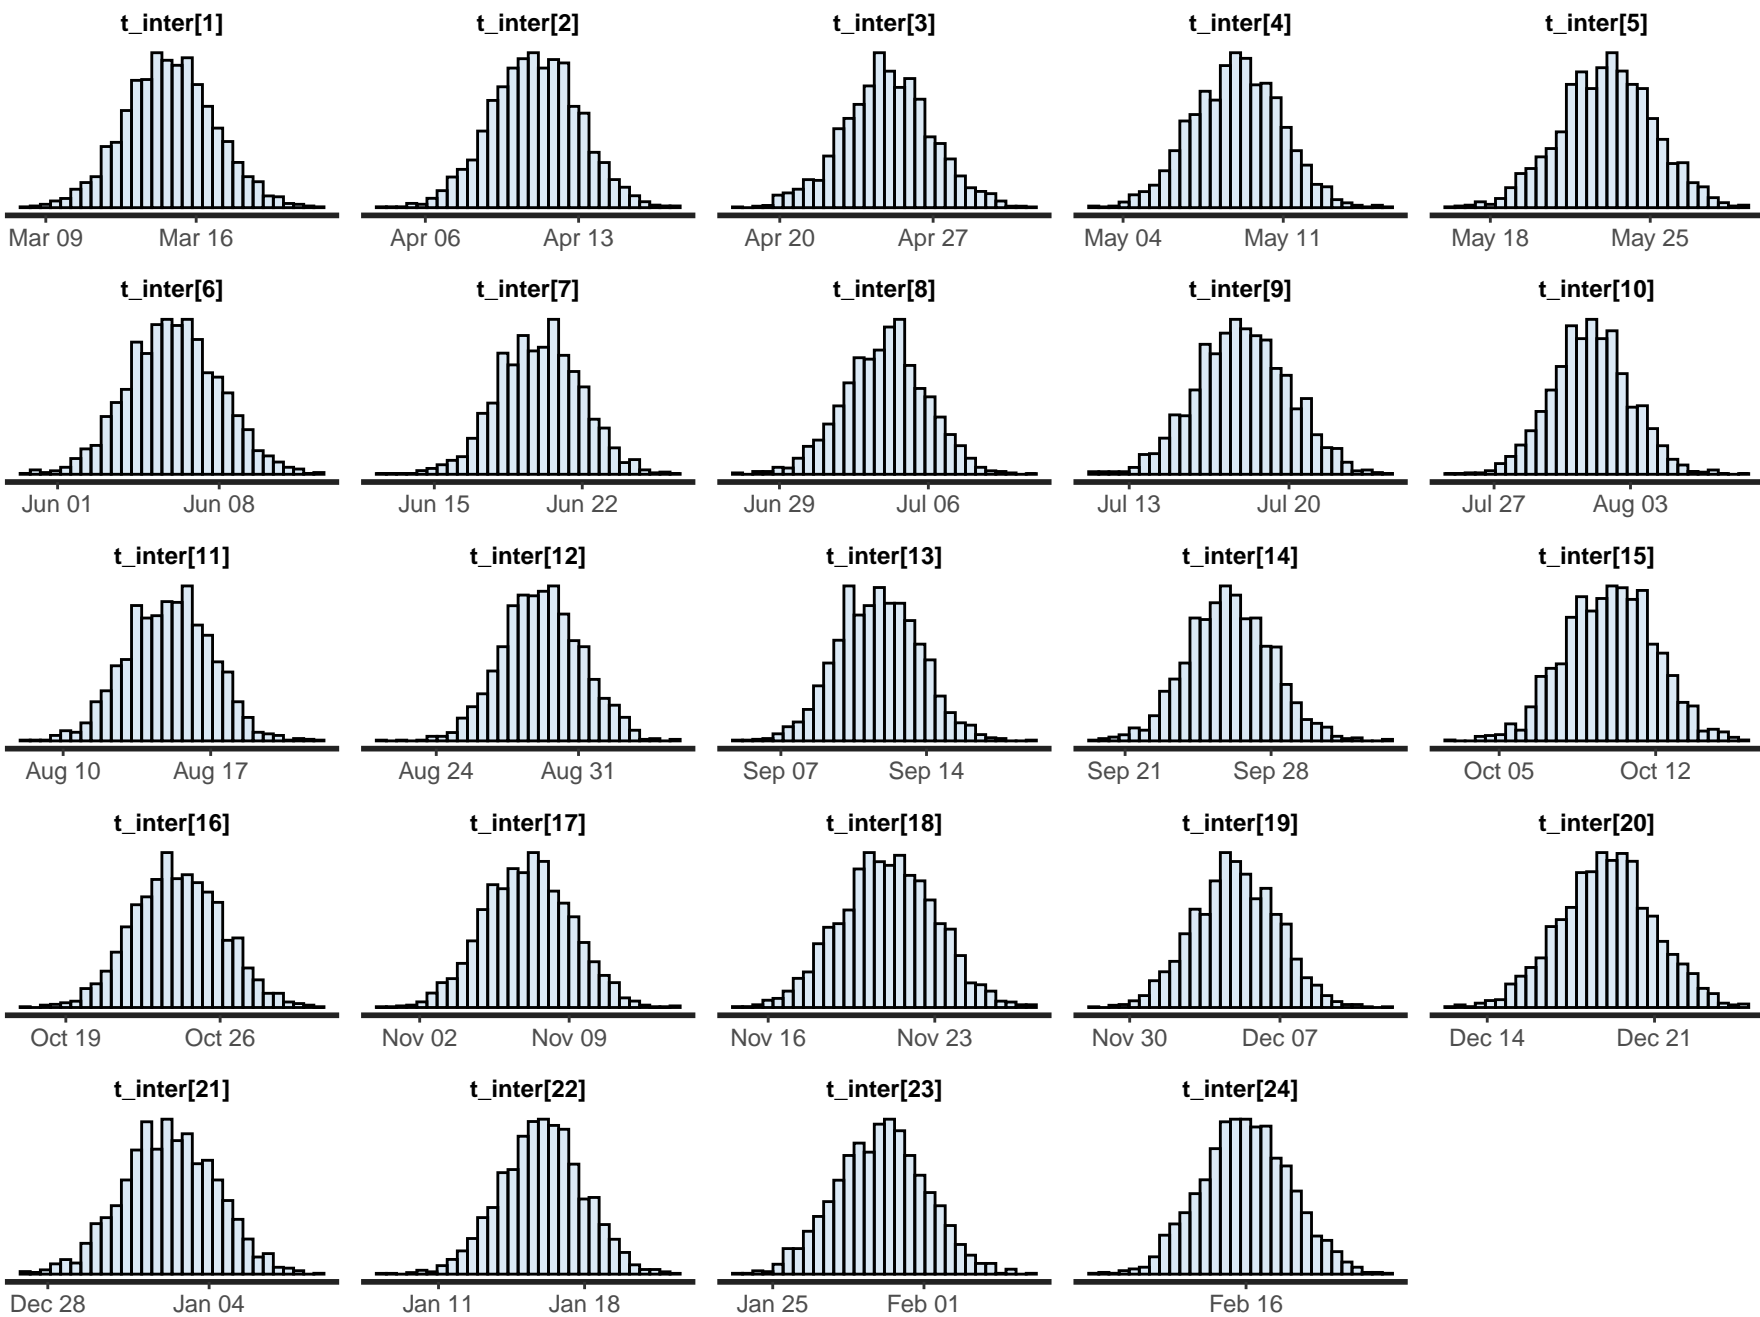 t_inter[1] t_inter[2] t_inter[3] t_inter[4] t_inter[5]
Mar 09 Mar 16 Apr 06 Apr 13 Apr 20 Apr 27 May 04 May 11 May 18 May 25
t_inter[6] t_inter[7] t_inter[8] t_inter[9] t_inter[10]
Jun 01 Jun 08 Jun 15 Jun 22 Jun 29 Jul 06 Jul 13 Jul 20 Jul 27 Aug 03
t_inter[11] t_inter[12] t_inter[13] t_inter[14] t_inter[15]
Aug 10 Aug 17 Aug 24 Aug 31 Sep 07 Sep 14 Sep 21 Sep 28 Oct 05 Oct 12
t_inter[16] t_inter[17] t_inter[18] t_inter[19] t_inter[20]
Oct 19 Oct 26 Nov 02 Nov 09 Nov 16 Nov 23 Nov 30 Dec 07 Dec 14 Dec 21
t_inter[21] t_inter[22] t_inter[23] t_inter[24]
Dec 28 Jan 04 Jan 11 Jan 18 Jan 25 Feb 01 Feb 16